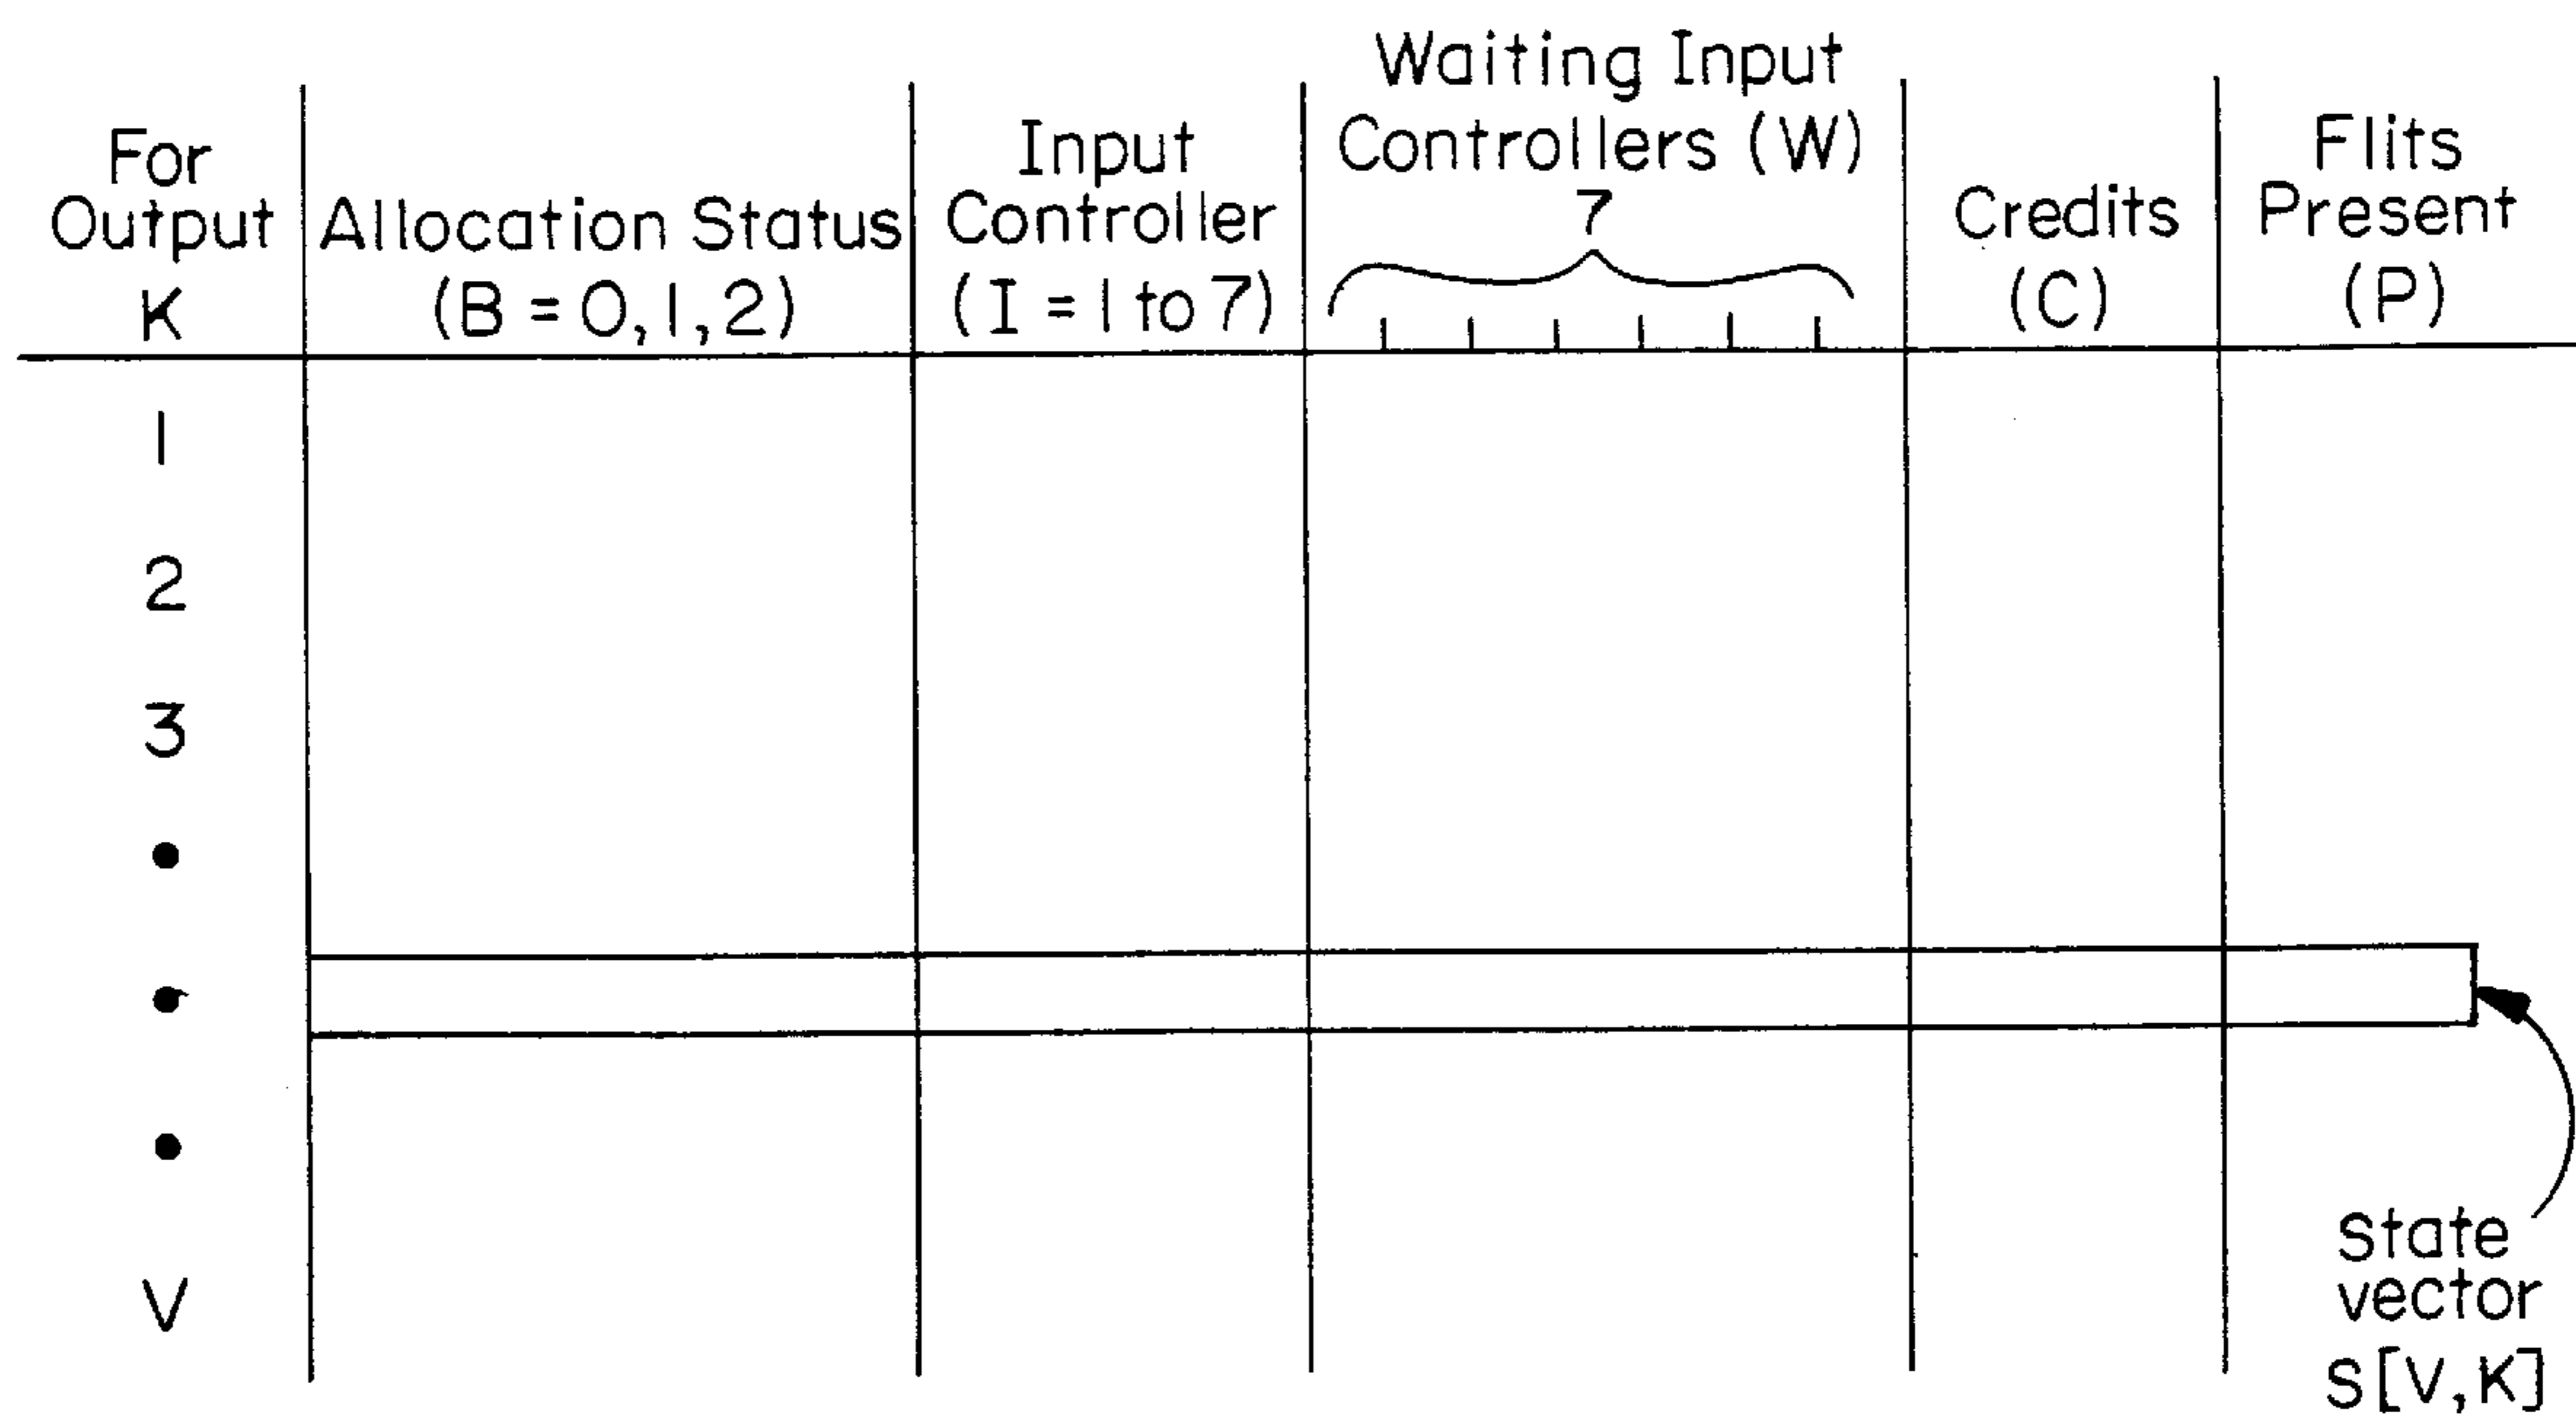 For
Output
K
Allocation Status
(B = 0, 1, 2)
Input
Controller
(I = 1 to 7)
Waiting Input
Controllers (W)
7
Credits
(C)
Flits
Present
(P)
1
2
3
V
State
vector
S[V,K]